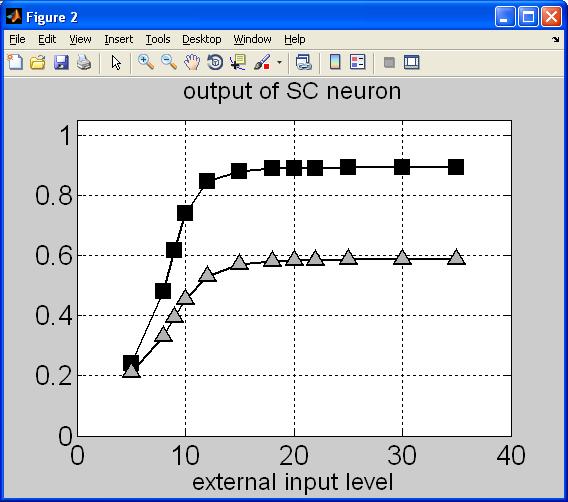 Figure 2
File Edit View Insert Tools Desktop Window Help
output of SC neuron
1
0.8
0.6
0.4
0.2
0
0 10 20 30 40
external input level